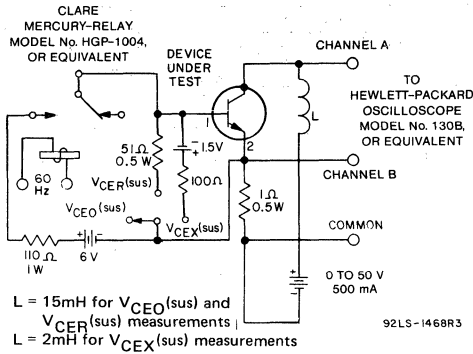 CLARE
MERCURY-RELAY
MODEL No. HGP-1004,
OR EQUIVALENT
DEVICE
UNDER
TEST
CHANNEL A
TO
HEWLETT-PACKARD
OSCILLOSCOPE
MODEL No. 130B,
OR EQUIVALENT
1
2
L
51Ω
0.5 W
- 1.5V
+
100Ω
60
Hz
VCER(sus)
VCEO(sus)
VCEX(sus)
CHANNEL B
1Ω
0.5W
COMMON
110Ω
1W
+ -
6V
+
-
0 TO 50 V
500 mA
L = 15mH for VCEO(sus) and
VCER(sus) measurements
L = 2mH for VCEX(sus) measurements
92LS-1468R3